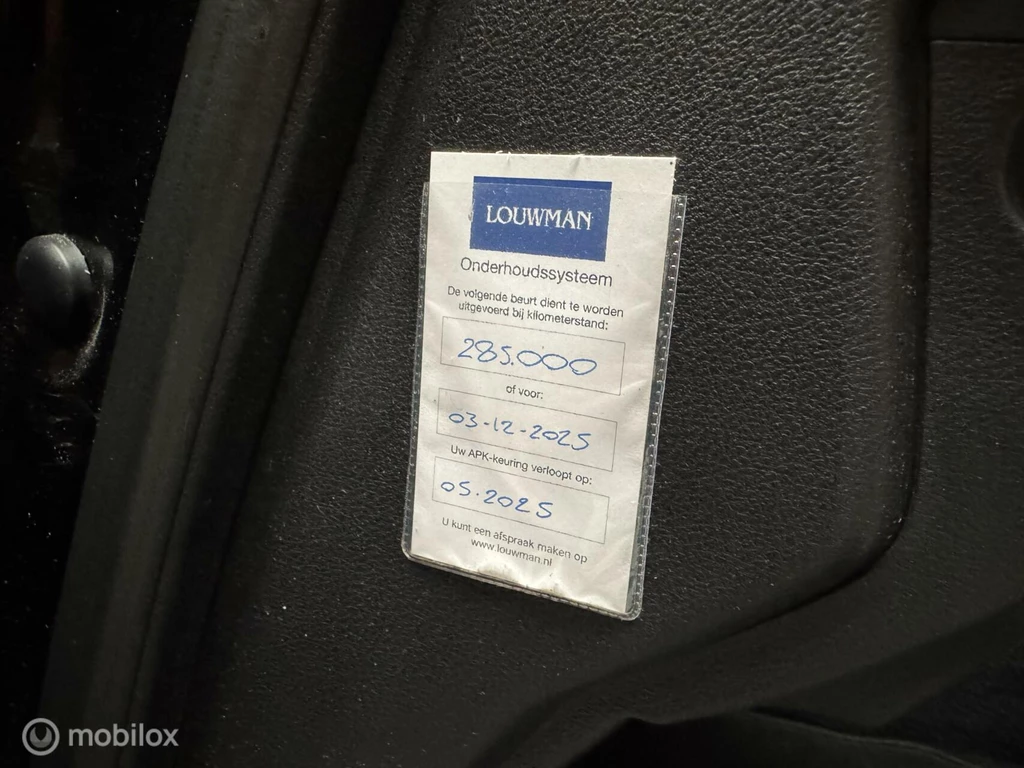 LOUWMAN
Onderhoudssysteem
De volgende beurt dient te worden
uitgevoerd bij kilometerstand:
285.000
of voor:
03-12-2025
Uw APK-keuring verloopt op:
05.2025
U kunt een afspraak maken op
www.louwman.nl
mobilox